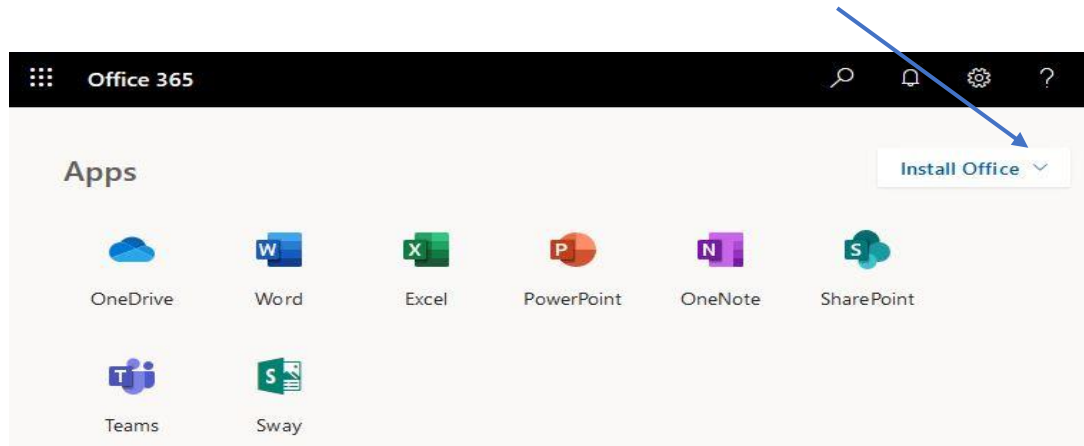 Office 365 ?
Apps
Install Office
W X P N S
OneDrive Word Excel PowerPoint OneNote SharePoint
T S
Teams Sway